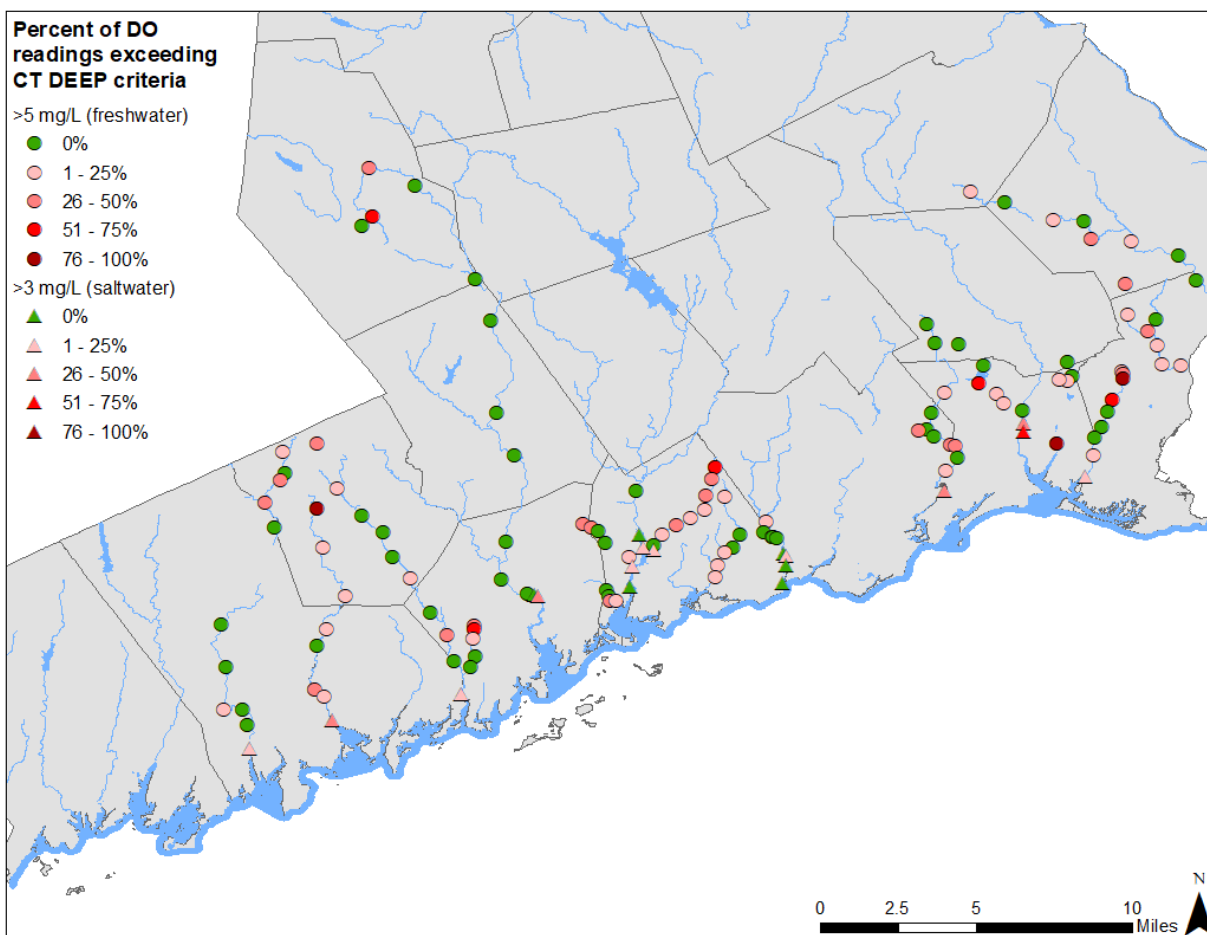 Percent of DO
readings exceeding
CT DEEP criteria
>5 mg/L (freshwater)
0%
1 - 25%
26 - 50%
51 - 75%
76 - 100%
>3 mg/L (saltwater)
0%
1 - 25%
26 - 50%
51 - 75%
76 - 100%
N
0 2.5 5 10
Miles